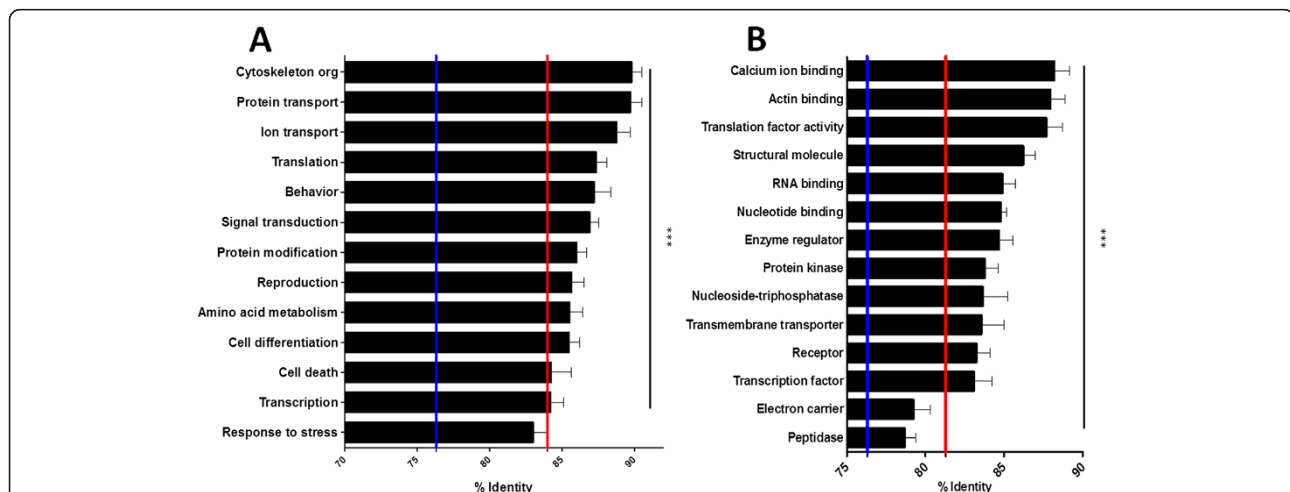 A
Cytoskeleton org
Protein transport
Ion transport
Translation
Behavior
Signal transduction
Protein modification
Reproduction
Amino acid metabolism
Cell differentiation
Cell death
Transcription
Response to stress
***
70
75
80
85
90
% Identity
B
Calcium ion binding
Actin binding
Translation factor activity
Structural molecule
RNA binding
Nucleotide binding
Enzyme regulator
Protein kinase
Nucleoside-triphosphatase
Transmembrane transporter
Receptor
Transcription factor
Electron carrier
Peptidase
***
75
80
85
90
% Identity